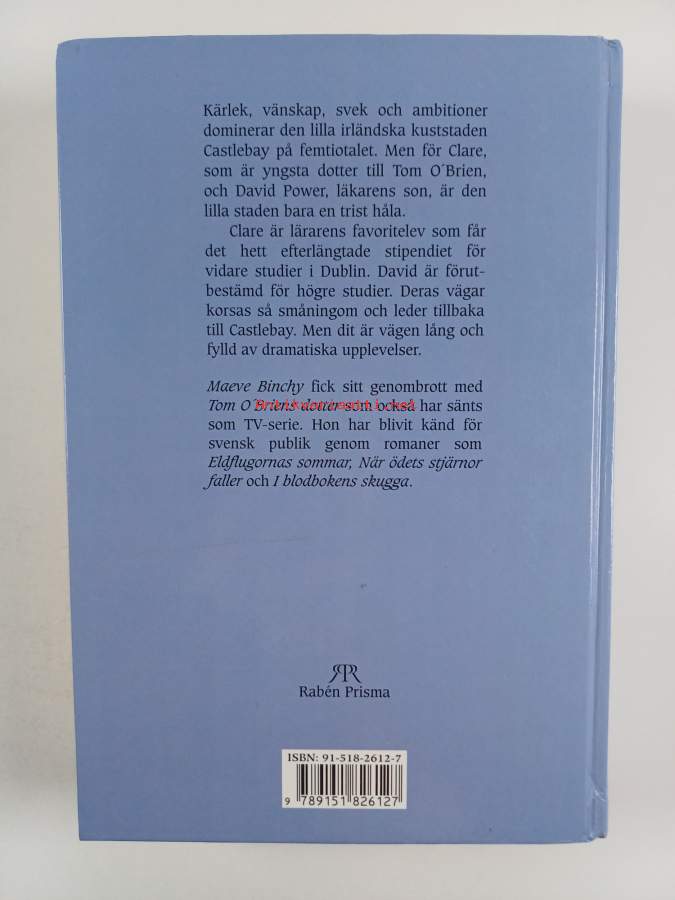 Kärlek, vänskap, svek och ambitioner
dominerar den lilla irländska kuststaden
Castlebay på femtiotalet. Men för Clare,
som är yngsta dotter till Tom O´Brien,
och David Power, läkarens son, är den
lilla staden bara en trist håla.
Clare är lärarens favoritelev som får
det hett efterlängtade stipendiet för
vidare studier i Dublin. David är förut-
bestämd för högre studier. Deras vägar
korsas så småningom och leder tillbaka
till Castlebay. Men dit är vägen lång och
fylld av dramatiska upplevelser.
Maeve Binchy fick sitt genombrott med
Tom O´Briens dotter som också har sänts
som TV-serie. Hon har blivit känd för
svensk publik genom romaner som
Eldflugornas sommar, När ödets stjärnor
faller och I blodbokens skugga.
Rabén Prisma
ISBN: 91-518-2612-7
9 789151 826127